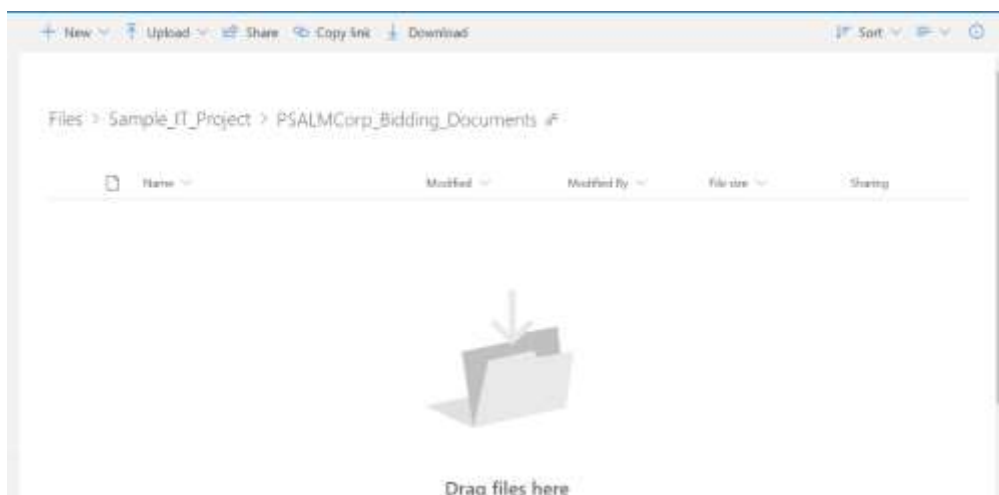 New Upload Share Copy link Download Sort
Files > Sample_IT_Project > PSALMCorp_Bidding_Documents
Name Modified Modified By File size Sharing
Drag files here